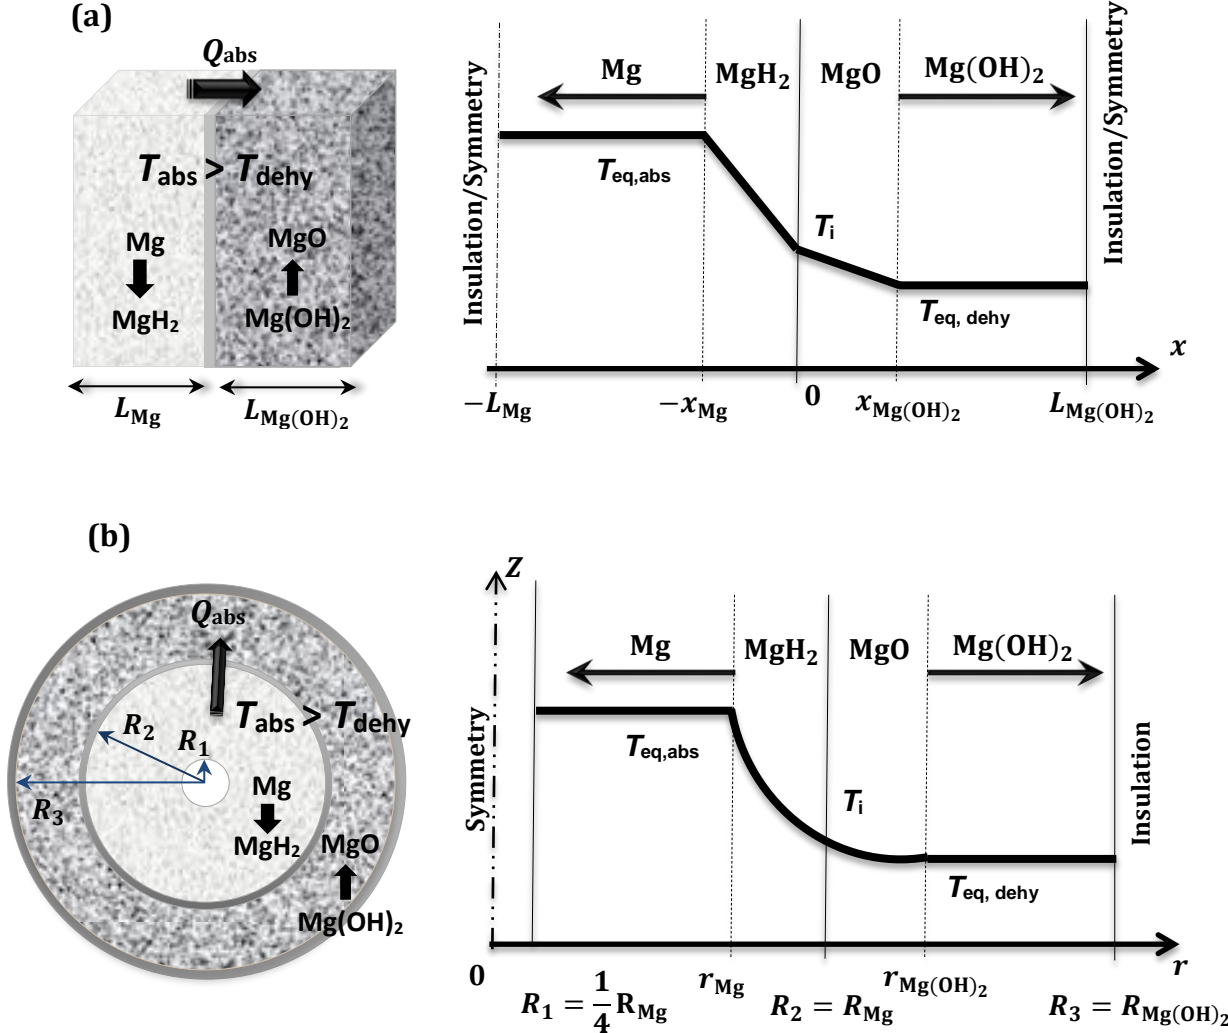 (a)
Q_abs
T_abs > T_dehy
Mg
MgH₂
MgO
Mg(OH)₂
L_Mg
L_Mg(OH)₂
Insulation/Symmetry
Mg
MgH₂
MgO
Mg(OH)₂
T_eq,abs
T_i
T_eq, dehy
Insulation/Symmetry
x
−L_Mg
−x_Mg
0
x_Mg(OH)₂
L_Mg(OH)₂
(b)
Q_abs
T_abs > T_dehy
R₂
R₁
R₃
Mg
MgH₂
MgO
Mg(OH)₂
Z
Symmetry
Mg
MgH₂
MgO
Mg(OH)₂
T_eq,abs
T_i
T_eq, dehy
Insulation
0
r_Mg
r_Mg(OH)₂
r
R₁ = 1/4 R_Mg
R₂ = R_Mg
R₃ = R_Mg(OH)₂